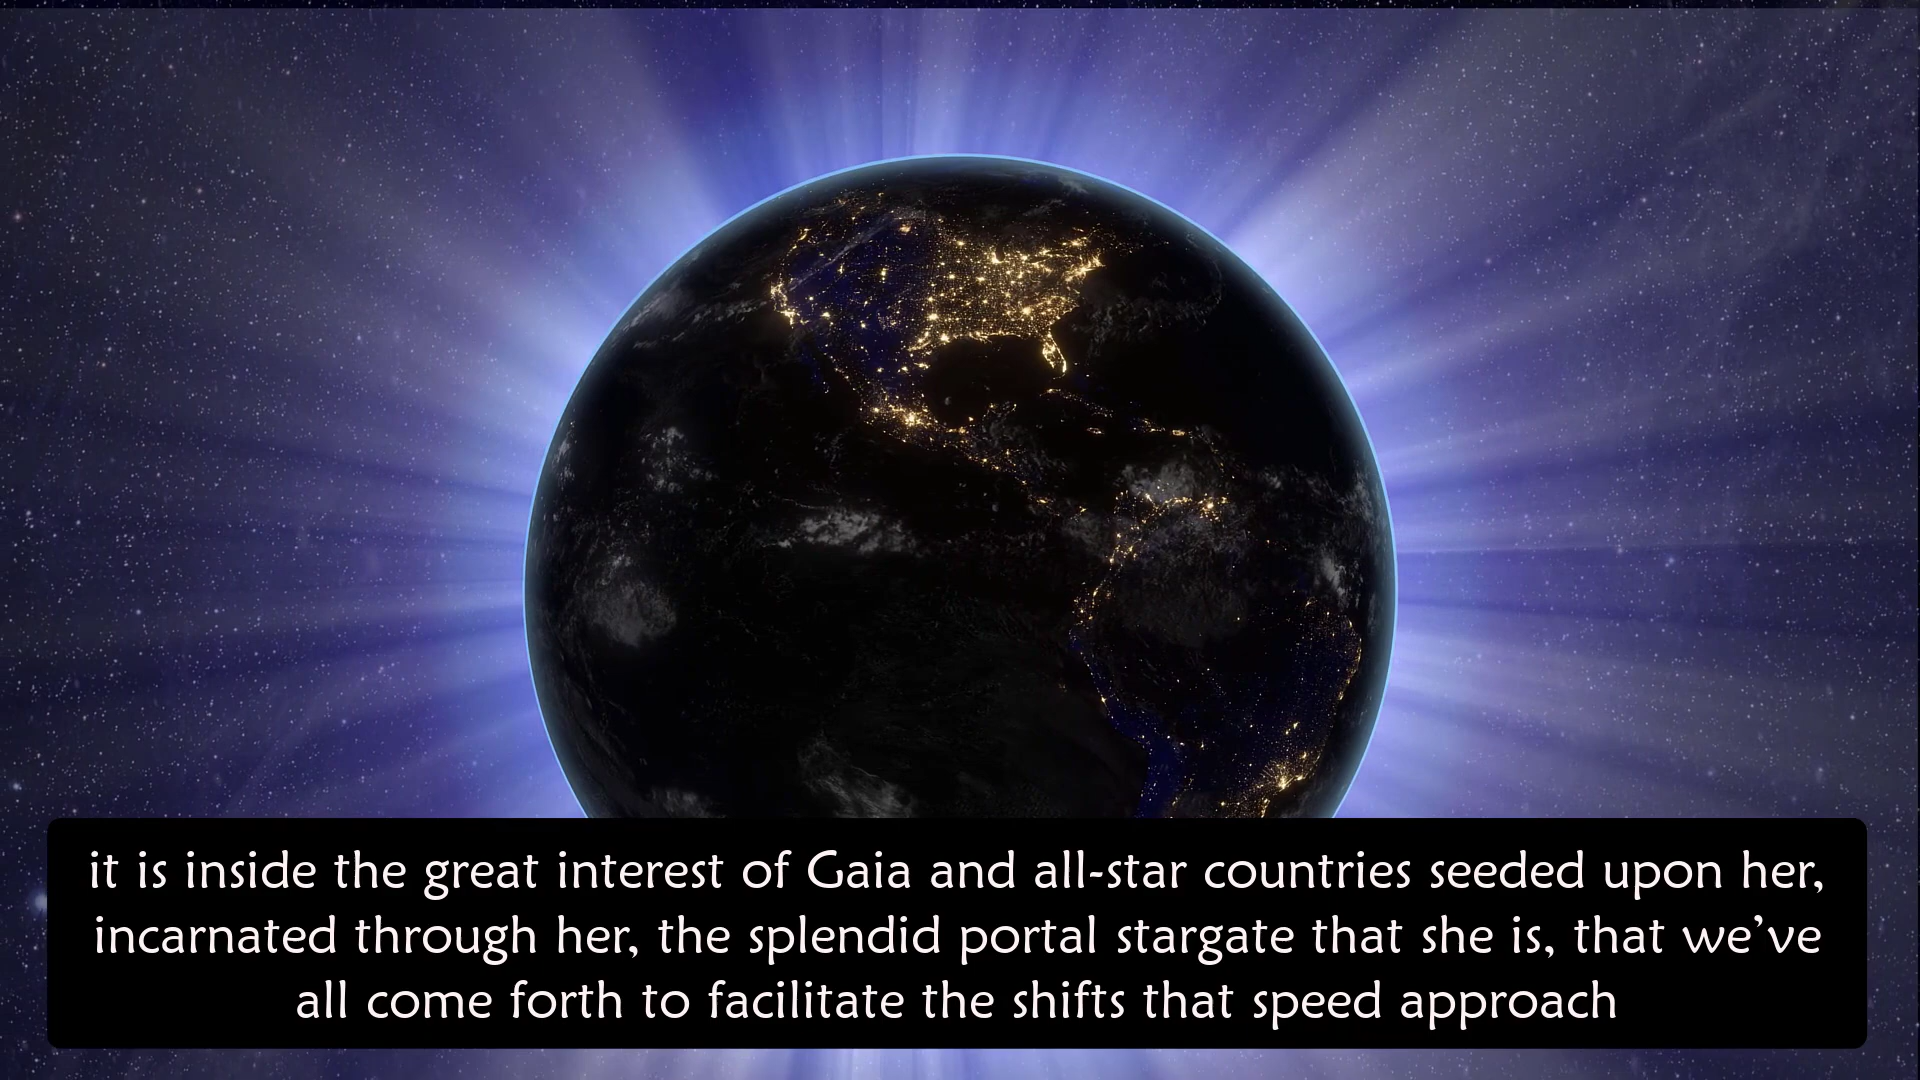 it is inside the great interest of Gaia and all-star countries seeded upon her,
incarnated through her, the splendid portal stargate that she is, that we’ve
all come forth to facilitate the shifts that speed approach